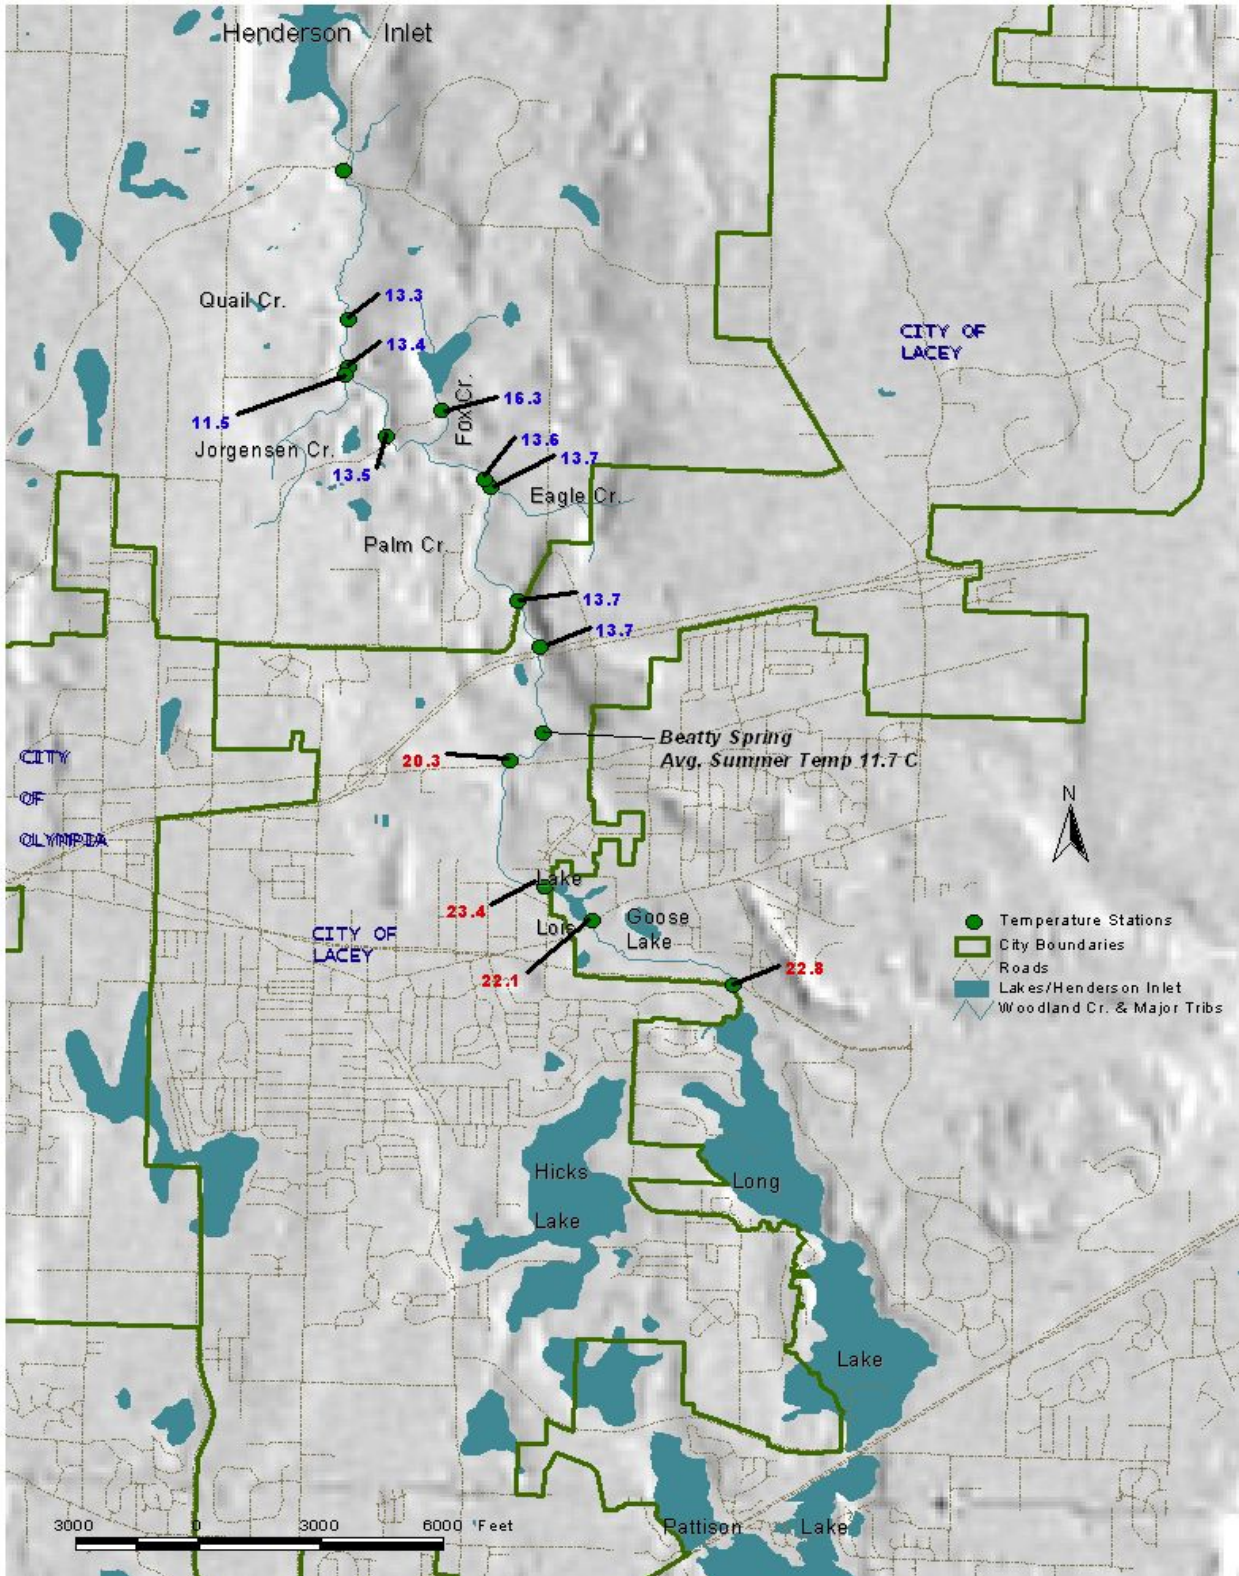 Henderson Inlet
Quail Cr.
13.3
13.4
CITY OF
LACEY
16.3
11.5
Fox Cr.
Jorgensen Cr.
13.6
13.7
13.5
Eagle Cr.
Palm Cr.
13.7
13.7
Beatty Spring
Avg. Summer Temp 11.7 C
20.3
CITY
OF
OLYMPIA
N
Lake
Lois
23.4
Goose
Lake
CITY OF
LACEY
22.1
22.8
Temperature Stations
City Boundaries
Roads
Lakes/Henderson Inlet
Woodland Cr. & Major Tribs
Hicks
Lake
Long
Lake
3000 0 3000 6000 Feet
Pattison Lake